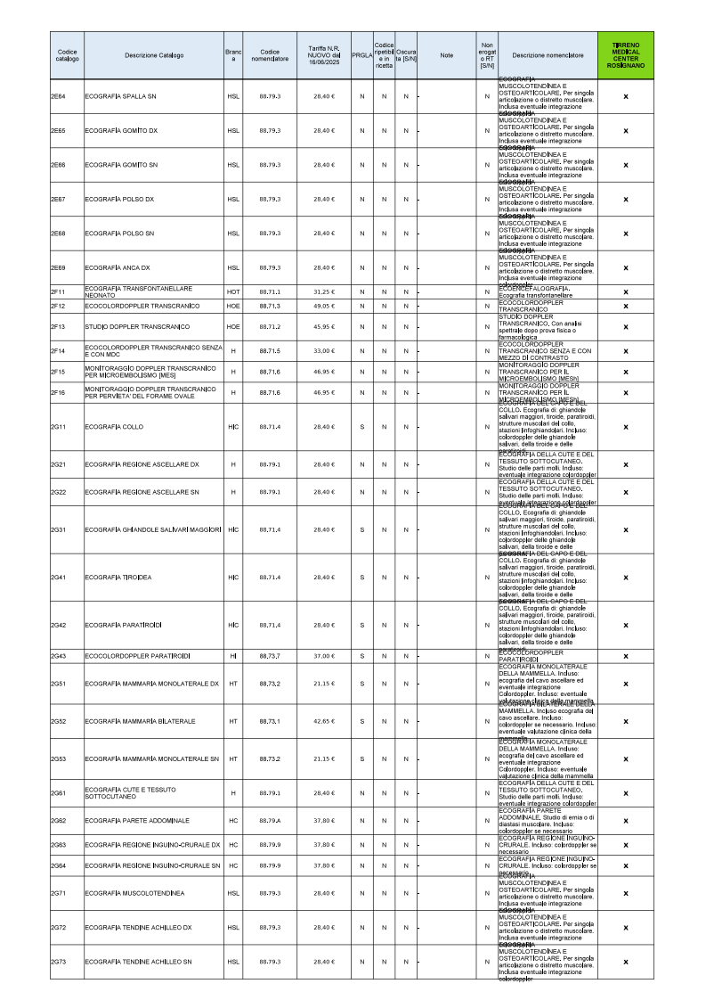 Codice catalogo | Descrizione Catalogo | Branca | Codice nomenclatore | Tariffa N.R. NUOVO dal 16/06/2025 | PRGLA | Codice ripetibile in ricetta | Oscurata [S/N] | Note | Non erogato RT [S/N] | Descrizione nomenclatore | TIRRENO MEDICAL CENTER ROSIGNANO
2E64 | ECOGRAFIA SPALLA SN | HSL | 88.79.3 | 28,40 € | N | N | N | - | N | ECOGRAFIA MUSCOLOTENDINEA E OSTEOARTICOLARE. Per singola articolazione o distretto muscolare. Inclusa eventuale integrazione colordoppler | X
2E65 | ECOGRAFIA GOMITO DX | HSL | 88.79.3 | 28,40 € | N | N | N | - | N | ECOGRAFIA MUSCOLOTENDINEA E OSTEOARTICOLARE. Per singola articolazione o distretto muscolare. Inclusa eventuale integrazione colordoppler | X
2E66 | ECOGRAFIA GOMITO SN | HSL | 88.79.3 | 28,40 € | N | N | N | - | N | ECOGRAFIA MUSCOLOTENDINEA E OSTEOARTICOLARE. Per singola articolazione o distretto muscolare. Inclusa eventuale integrazione colordoppler | X
2E67 | ECOGRAFIA POLSO DX | HSL | 88.79.3 | 28,40 € | N | N | N | - | N | ECOGRAFIA MUSCOLOTENDINEA E OSTEOARTICOLARE. Per singola articolazione o distretto muscolare. Inclusa eventuale integrazione colordoppler | X
2E68 | ECOGRAFIA POLSO SN | HSL | 88.79.3 | 28,40 € | N | N | N | - | N | ECOGRAFIA MUSCOLOTENDINEA E OSTEOARTICOLARE. Per singola articolazione o distretto muscolare. Inclusa eventuale integrazione colordoppler | X
2E69 | ECOGRAFIA ANCA DX | HSL | 88.79.3 | 28,40 € | N | N | N | - | N | ECOGRAFIA MUSCOLOTENDINEA E OSTEOARTICOLARE. Per singola articolazione o distretto muscolare. Inclusa eventuale integrazione colordoppler | X
2F11 | ECOGRAFIA TRANSFONTANELLARE NEONATO | HOT | 88.71.1 | 31,25 € | N | N | N | - | N | ECOENCEFALOGRAFIA. Ecografia transfontanellare | X
2F12 | ECOCOLORDOPPLER TRANSCRANICO | HOE | 88.71.3 | 49,05 € | N | N | N | - | N | ECOCOLORDOPPLER TRANSCRANICO | X
2F13 | STUDIO DOPPLER TRANSCRANICO | HOE | 88.71.2 | 45,95 € | N | N | N | - | N | STUDIO DOPPLER TRANSCRANICO. Con analisi spettrale dopo prova fisica o farmacologica | X
2F14 | ECOCOLORDOPPLER TRANSCRANICO SENZA E CON MDC | H | 88.71.5 | 33,00 € | N | N | N | - | N | ECOCOLORDOPPLER TRANSCRANICO SENZA E CON MEZZO DI CONTRASTO | X
2F15 | MONITORAGGIO DOPPLER TRANSCRANICO PER MICROEMBOLISMO [MES] | H | 88.71.6 | 46,95 € | N | N | N | - | N | MONITORAGGIO DOPPLER TRANSCRANICO PER IL MICROEMBOLISMO [MESh] | X
2F16 | MONITORAGGIO DOPPLER TRANSCRANICO PER PERVIETA' DEL FORAME OVALE | H | 88.71.6 | 46,95 € | N | N | N | - | N | MONITORAGGIO DOPPLER TRANSCRANICO PER IL MICROEMBOLISMO [MESh] | X
2G11 | ECOGRAFIA COLLO | HIC | 88.71.4 | 28,40 € | S | N | N | - | N | ECOGRAFIA DEL CAPO E DEL COLLO. Ecografia di: ghiandole salivari maggiori, tiroide, paratiroidi, strutture muscolari del collo, stazioni linfoghiandolari. Incluso: colordoppler delle ghiandole salivari, della tiroide e delle paratiroidi | X
2G21 | ECOGRAFIA REGIONE ASCELLARE DX | H | 88.79.1 | 28,40 € | N | N | N | - | N | ECOGRAFIA DELLA CUTE E DEL TESSUTO SOTTOCUTANEO. Studio delle parti molli. Incluso: eventuale integrazione colordoppler | X
2G22 | ECOGRAFIA REGIONE ASCELLARE SN | H | 88.79.1 | 28,40 € | N | N | N | - | N | ECOGRAFIA DELLA CUTE E DEL TESSUTO SOTTOCUTANEO. Studio delle parti molli. Incluso: eventuale integrazione colordoppler | X
2G31 | ECOGRAFIA GHIANDOLE SALIVARI MAGGIORI | HIC | 88.71.4 | 28,40 € | S | N | N | - | N | ECOGRAFIA DEL CAPO E DEL COLLO. Ecografia di: ghiandole salivari maggiori, tiroide, paratiroidi, strutture muscolari del collo, stazioni linfoghiandolari. Incluso: colordoppler delle ghiandole salivari, della tiroide e delle paratiroidi | X
2G41 | ECOGRAFIA TIROIDEA | HIC | 88.71.4 | 28,40 € | S | N | N | - | N | ECOGRAFIA DEL CAPO E DEL COLLO. Ecografia di: ghiandole salivari maggiori, tiroide, paratiroidi, strutture muscolari del collo, stazioni linfoghiandolari. Incluso: colordoppler delle ghiandole salivari, della tiroide e delle paratiroidi | X
2G42 | ECOGRAFIA PARATIROIDI | HIC | 88.71.4 | 28,40 € | S | N | N | - | N | ECOGRAFIA DEL CAPO E DEL COLLO. Ecografia di: ghiandole salivari maggiori, tiroide, paratiroidi, strutture muscolari del collo, stazioni linfoghiandolari. Incluso: colordoppler delle ghiandole salivari, della tiroide e delle paratiroidi | X
2G43 | ECOCOLORDOPPLER PARATIROIDI | HI | 88.73.7 | 37,00 € | S | N | N | - | N | ECOCOLORDOPPLER PARATIROIDI | X
2G51 | ECOGRAFIA MAMMARIA MONOLATERALE DX | HT | 88.73.2 | 21,15 € | S | N | N | - | N | ECOGRAFIA MONOLATERALE DELLA MAMMELLA. Incluso: ecografia del cavo ascellare ed eventuale integrazione Colordoppler. Incluso: eventuale valutazione clinica della mammella | X
2G52 | ECOGRAFIA MAMMARIA BILATERALE | HT | 88.73.1 | 42,65 € | S | N | N | - | N | ECOGRAFIA BILATERALE DELLA MAMMELLA. Incluso ecografia del cavo ascellare. Incluso: colordoppler se necessario. Incluso: eventuale valutazione clinica della mammella | X
2G53 | ECOGRAFIA MAMMARIA MONOLATERALE SN | HT | 88.73.2 | 21,15 € | S | N | N | - | N | ECOGRAFIA MONOLATERALE DELLA MAMMELLA. Incluso: ecografia del cavo ascellare ed eventuale integrazione Colordoppler. Incluso: eventuale valutazione clinica della mammella | X
2G61 | ECOGRAFIA CUTE E TESSUTO SOTTOCUTANEO | H | 88.79.1 | 28,40 € | N | N | N | - | N | ECOGRAFIA DELLA CUTE E DEL TESSUTO SOTTOCUTANEO. Studio delle parti molli. Incluso: eventuale integrazione colordoppler | X
2G62 | ECOGRAFIA PARETE ADDOMINALE | HC | 88.79.A | 37,80 € | N | N | N | - | N | ECOGRAFIA PARETE ADDOMINALE. Studio di ernia o di diastasi muscolare. Incluso: colordoppler se necessario | X
2G63 | ECOGRAFIA REGIONE INGUINO-CRURALE DX | HC | 88.79.9 | 37,80 € | N | N | N | - | N | ECOGRAFIA REGIONE INGUINO-CRURALE. Incluso: colordoppler se necessario | X
2G64 | ECOGRAFIA REGIONE INGUINO-CRURALE SN | HC | 88.79.9 | 37,80 € | N | N | N | - | N | ECOGRAFIA REGIONE INGUINO-CRURALE. Incluso: colordoppler se necessario | X
2G71 | ECOGRAFIA MUSCOLOTENDINEA | HSL | 88.79.3 | 28,40 € | N | N | N | - | N | ECOGRAFIA MUSCOLOTENDINEA E OSTEOARTICOLARE. Per singola articolazione o distretto muscolare. Inclusa eventuale integrazione colordoppler | X
2G72 | ECOGRAFIA TENDINE ACHILLEO DX | HSL | 88.79.3 | 28,40 € | N | N | N | - | N | ECOGRAFIA MUSCOLOTENDINEA E OSTEOARTICOLARE. Per singola articolazione o distretto muscolare. Inclusa eventuale integrazione colordoppler | X
2G73 | ECOGRAFIA TENDINE ACHILLEO SN | HSL | 88.79.3 | 28,40 € | N | N | N | - | N | ECOGRAFIA MUSCOLOTENDINEA E OSTEOARTICOLARE. Per singola articolazione o distretto muscolare. Inclusa eventuale integrazione colordoppler | X